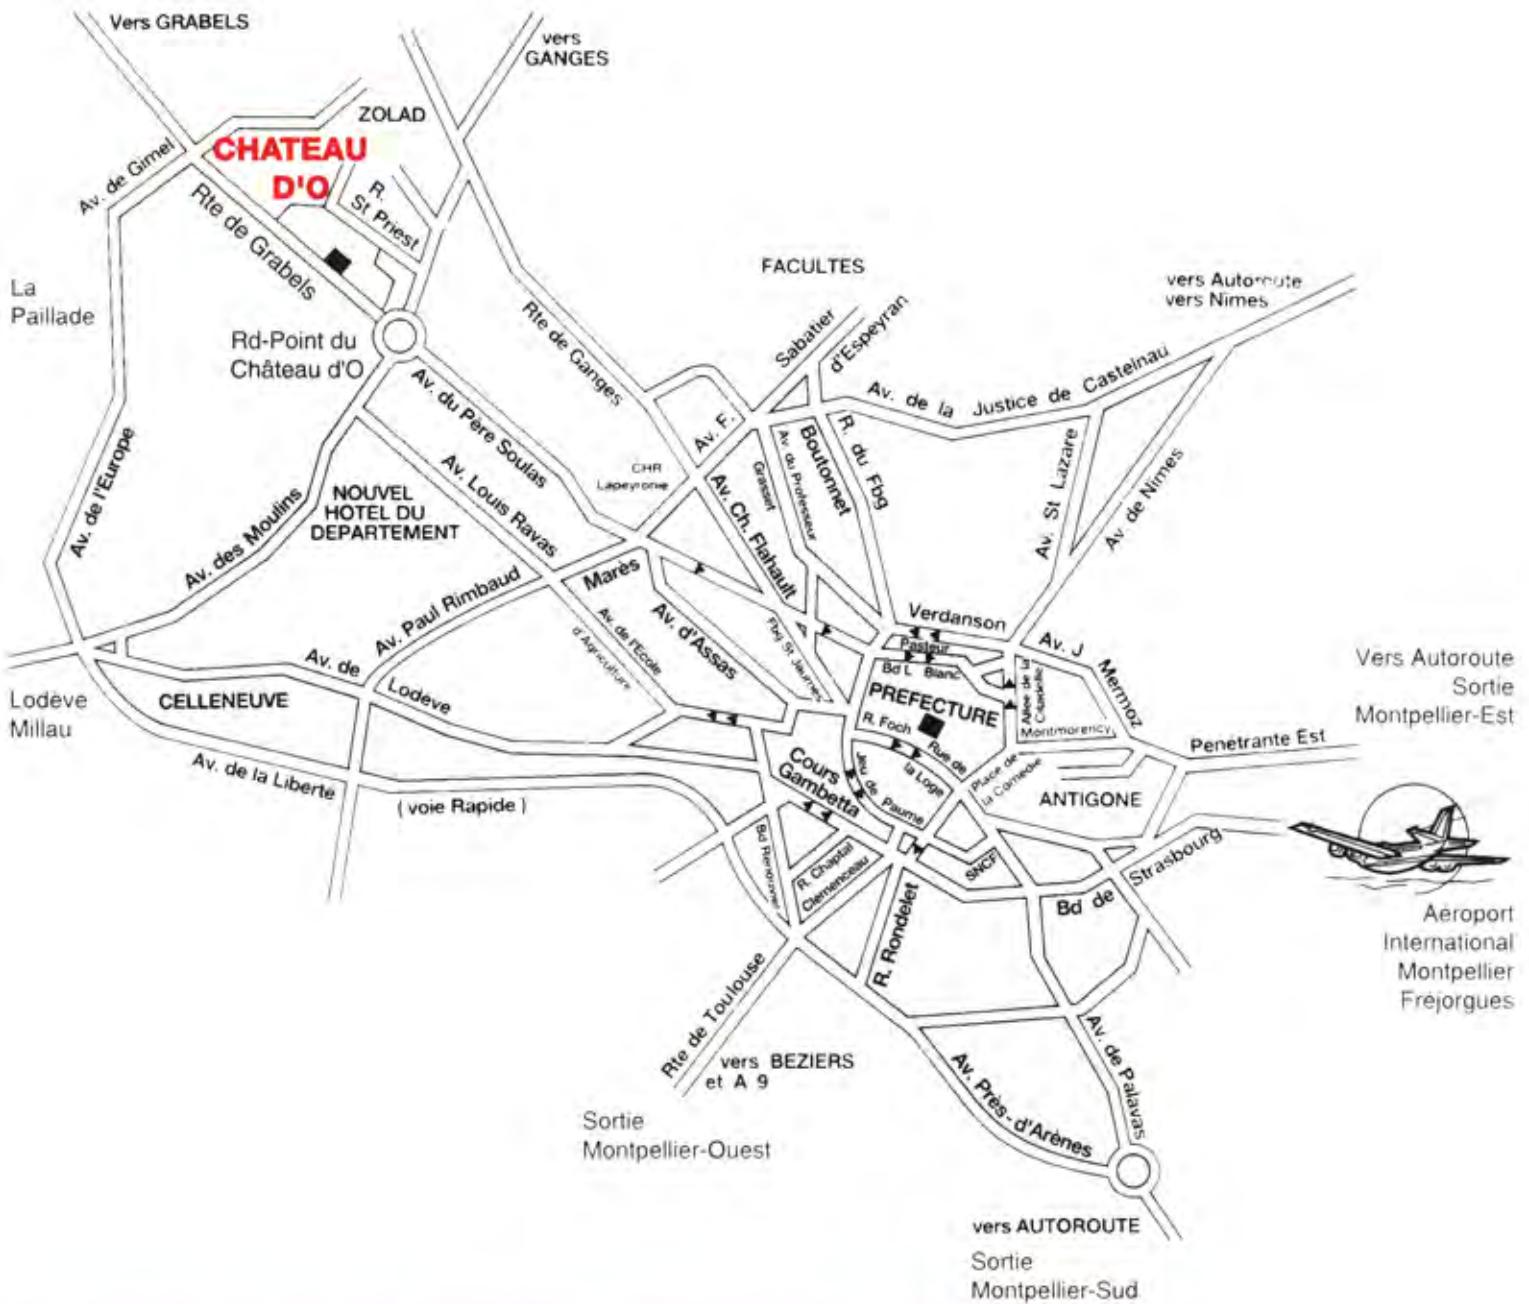 Vers GRABELS
vers
GANGES
ZOLAD
CHATEAU
D'O
Av. de Gimel
R.
St Priest
Rte de Grabels
La
Paillade
Rd-Point du
Château d'O
FACULTES
vers Autoroute
vers Nimes
Rte de Ganges
Sabatier
d'Espeyran
Av. F.
Av. de la Justice de Castelnau
Av. du Père Soulas
Av. Louis Ravas
CHR
Lapeyronie
Grasset
Av. du Professeur
Boutonnet
R. du Fbg
Av. St Lazare
Av. de Nimes
Av. de l'Europe
NOUVEL
HOTEL DU
DEPARTEMENT
Av. des Moulins
Av. Ch. Flahault
Av. Paul Rimbaud
Marès
Av. d'Assas
Av. de l'Ecole
d'Agriculture
Fbg St Jaumes
Verdanson
Pasteur
Bd L Blanc
Av. J Mermoz
Allée de la
Citadelle
Montmorency
Av. de Lodève
CELLENEUVE
Lodève
Millau
PREFECTURE
R. Foch
Rue de
la Loge
Place de
la Comédie
Vers Autoroute
Sortie
Montpellier-Est
Penétrante Est
Av. de la Liberte
( voie Rapide )
Cours
Gambetta
Jeu de Paume
ANTIGONE
R. Chaptal
Clemenceau
SNCF
Strasbourg
Bd de
R. Rondelet
Aéroport
International
Montpellier
Fréjorgues
Rte de Toulouse
vers BEZIERS
et A 9
Av. Près-d'Arènes
Av. de Palavas
Sortie
Montpellier-Ouest
vers AUTOROUTE
Sortie
Montpellier-Sud